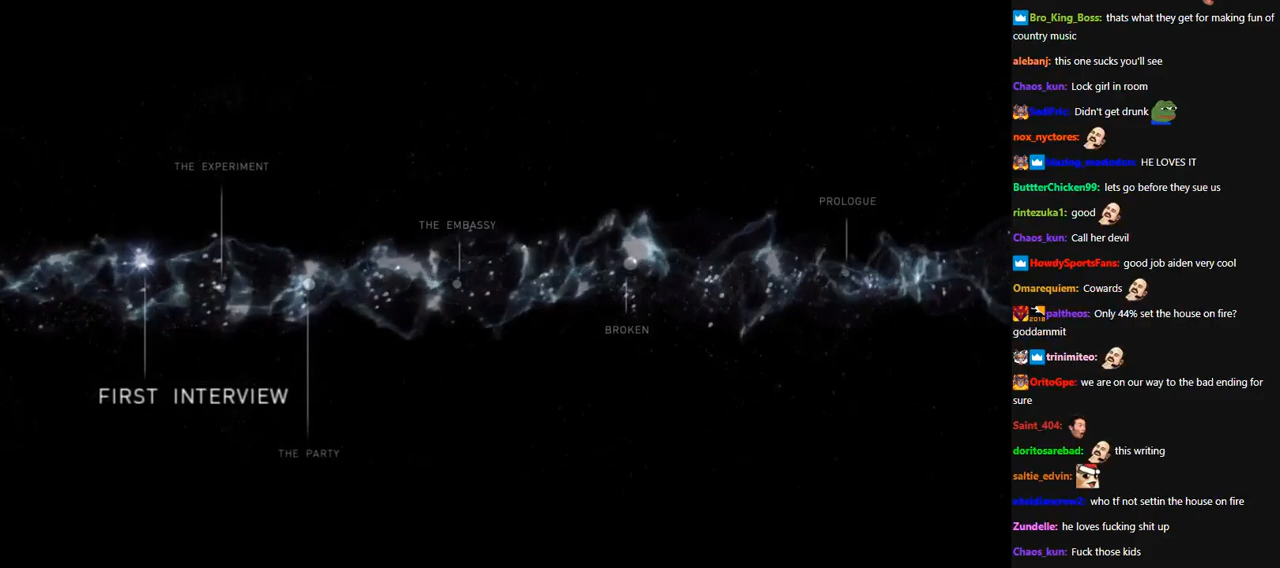 THE EXPERIMENT
PROLOGUE
THE EMBASSY
BROKEN
FIRST INTERVIEW
THE PARTY
Bro_King_Boss: thats what they get for making fun of
country music
alebanj: this one sucks you'll see
Chaos_kun: Lock girl in room
Didn't get drunk
nox_nyctores:
HE LOVES IT
ButtterChicken99: lets go before they sue us
rintezuka1: good
Chaos_kun: Call her devil
HowdySportsFans: good job aiden very cool
Omarequiem: Cowards
paltheos: Only 44% set the house on fire?
goddammit
trinimiteo:
OritoGpe: we are on our way to the bad ending for
sure
Saint_404:
doritosarebad: this writing
saltie_edvin:
who tf not settin the house on fire
Zundelle: he loves fucking shit up
Chaos_kun: Fuck those kids